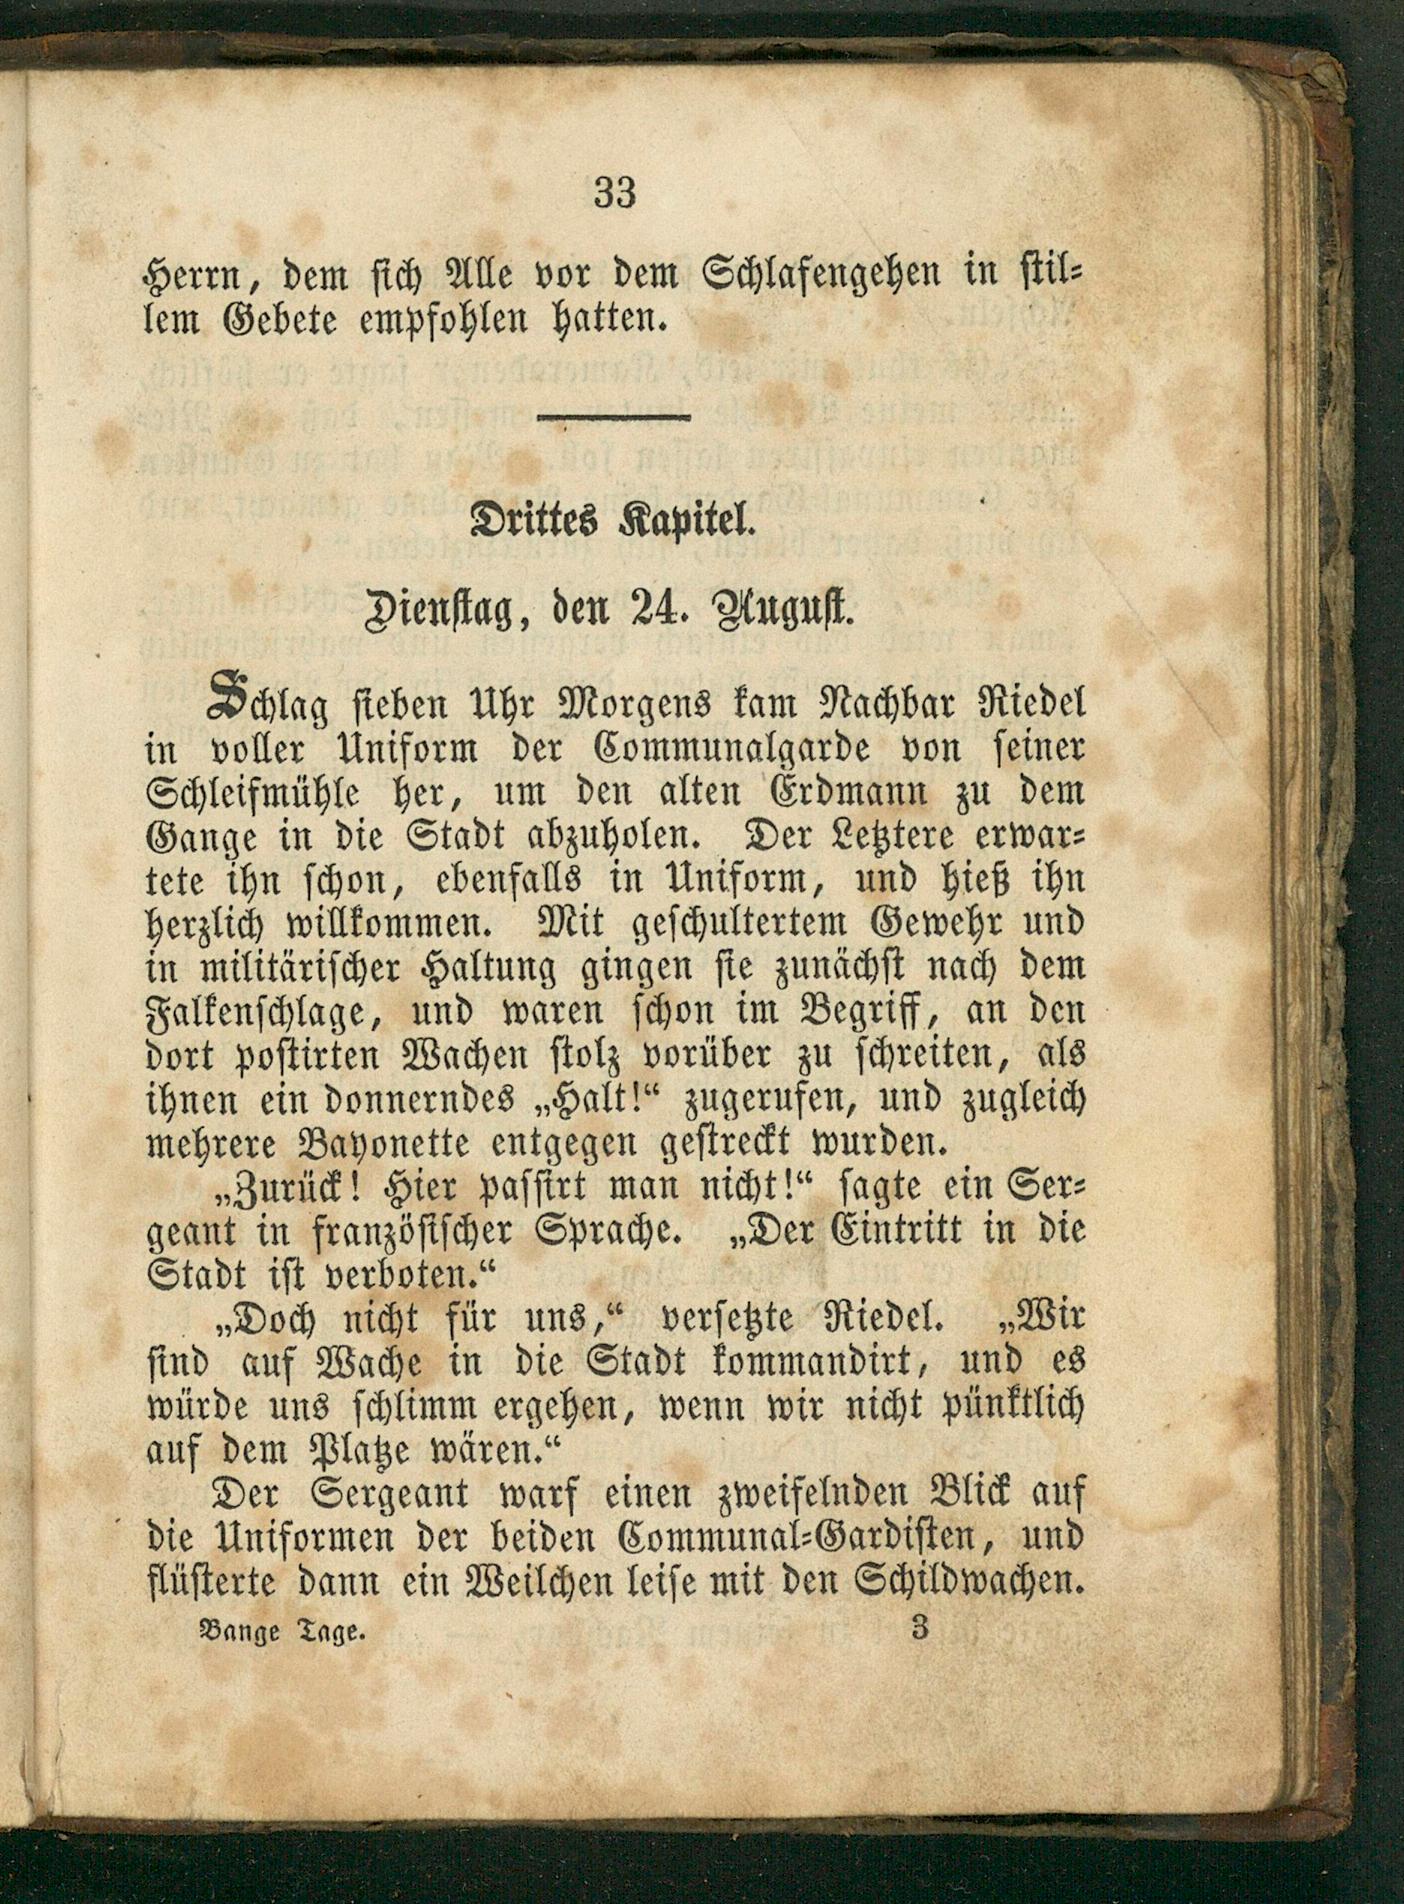 33
Herrn, dem sich Alle vor dem Schlafengehen in stil-
lem Gebete empfohlen hatten.
Drittes Kapitel.
Dienstag, den 24. August.
Schlag sieben Uhr Morgens kam Nachbar Riedel
in voller Uniform der Communalgarde von seiner
Schleifmühle her, um den alten Erdmann zu dem
Gange in die Stadt abzuholen. Der Letztere erwar-
tete ihn schon, ebenfalls in Uniform, und hieß ihn
herzlich willkommen. Mit geschultertem Gewehr und
in militärischer Haltung gingen sie zunächst nach dem
Falkenschlage, und waren schon im Begriff, an den
dort postirten Wachen stolz vorüber zu schreiten, als
ihnen ein donnerndes „Halt!“ zugerufen, und zugleich
mehrere Bayonette entgegen gestreckt wurden.
„Zurück! Hier passirt man nicht!“ sagte ein Ser-
geant in französischer Sprache. „Der Eintritt in die
Stadt ist verboten.“
„Doch nicht für uns,“ versetzte Riedel. „Wir
sind auf Wache in die Stadt kommandirt, und es
würde uns schlimm ergehen, wenn wir nicht pünktlich
auf dem Platze wären.“
Der Sergeant warf einen zweifelnden Blick auf
die Uniformen der beiden Communal-Gardisten, und
flüsterte dann ein Weilchen leise mit den Schildwachen.
Bange Tage. 3